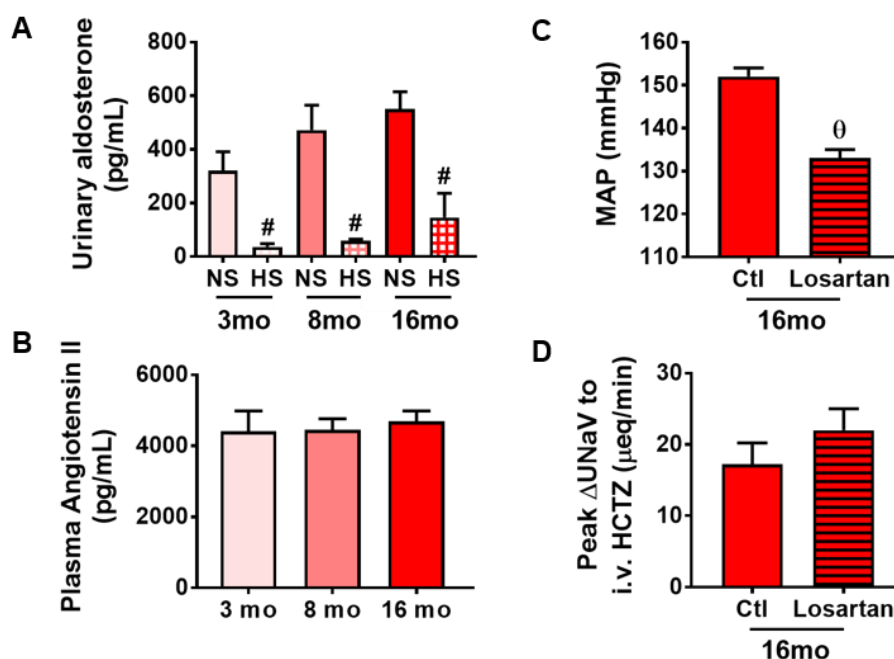 A
Urinary aldosterone
(pg/mL)
800
600
400
200
0
#
#
#
NS HS NS HS NS HS
3mo 8mo 16mo
B
Plasma Angiotensin II
(pg/mL)
6000
4000
2000
0
3 mo 8 mo 16 mo
C
MAP (mmHg)
160
150
140
130
120
110
θ
Ctl Losartan
16mo
D
Peak ΔUNaV to
i.v. HCTZ (μeq/min)
30
20
10
0
Ctl Losartan
16mo